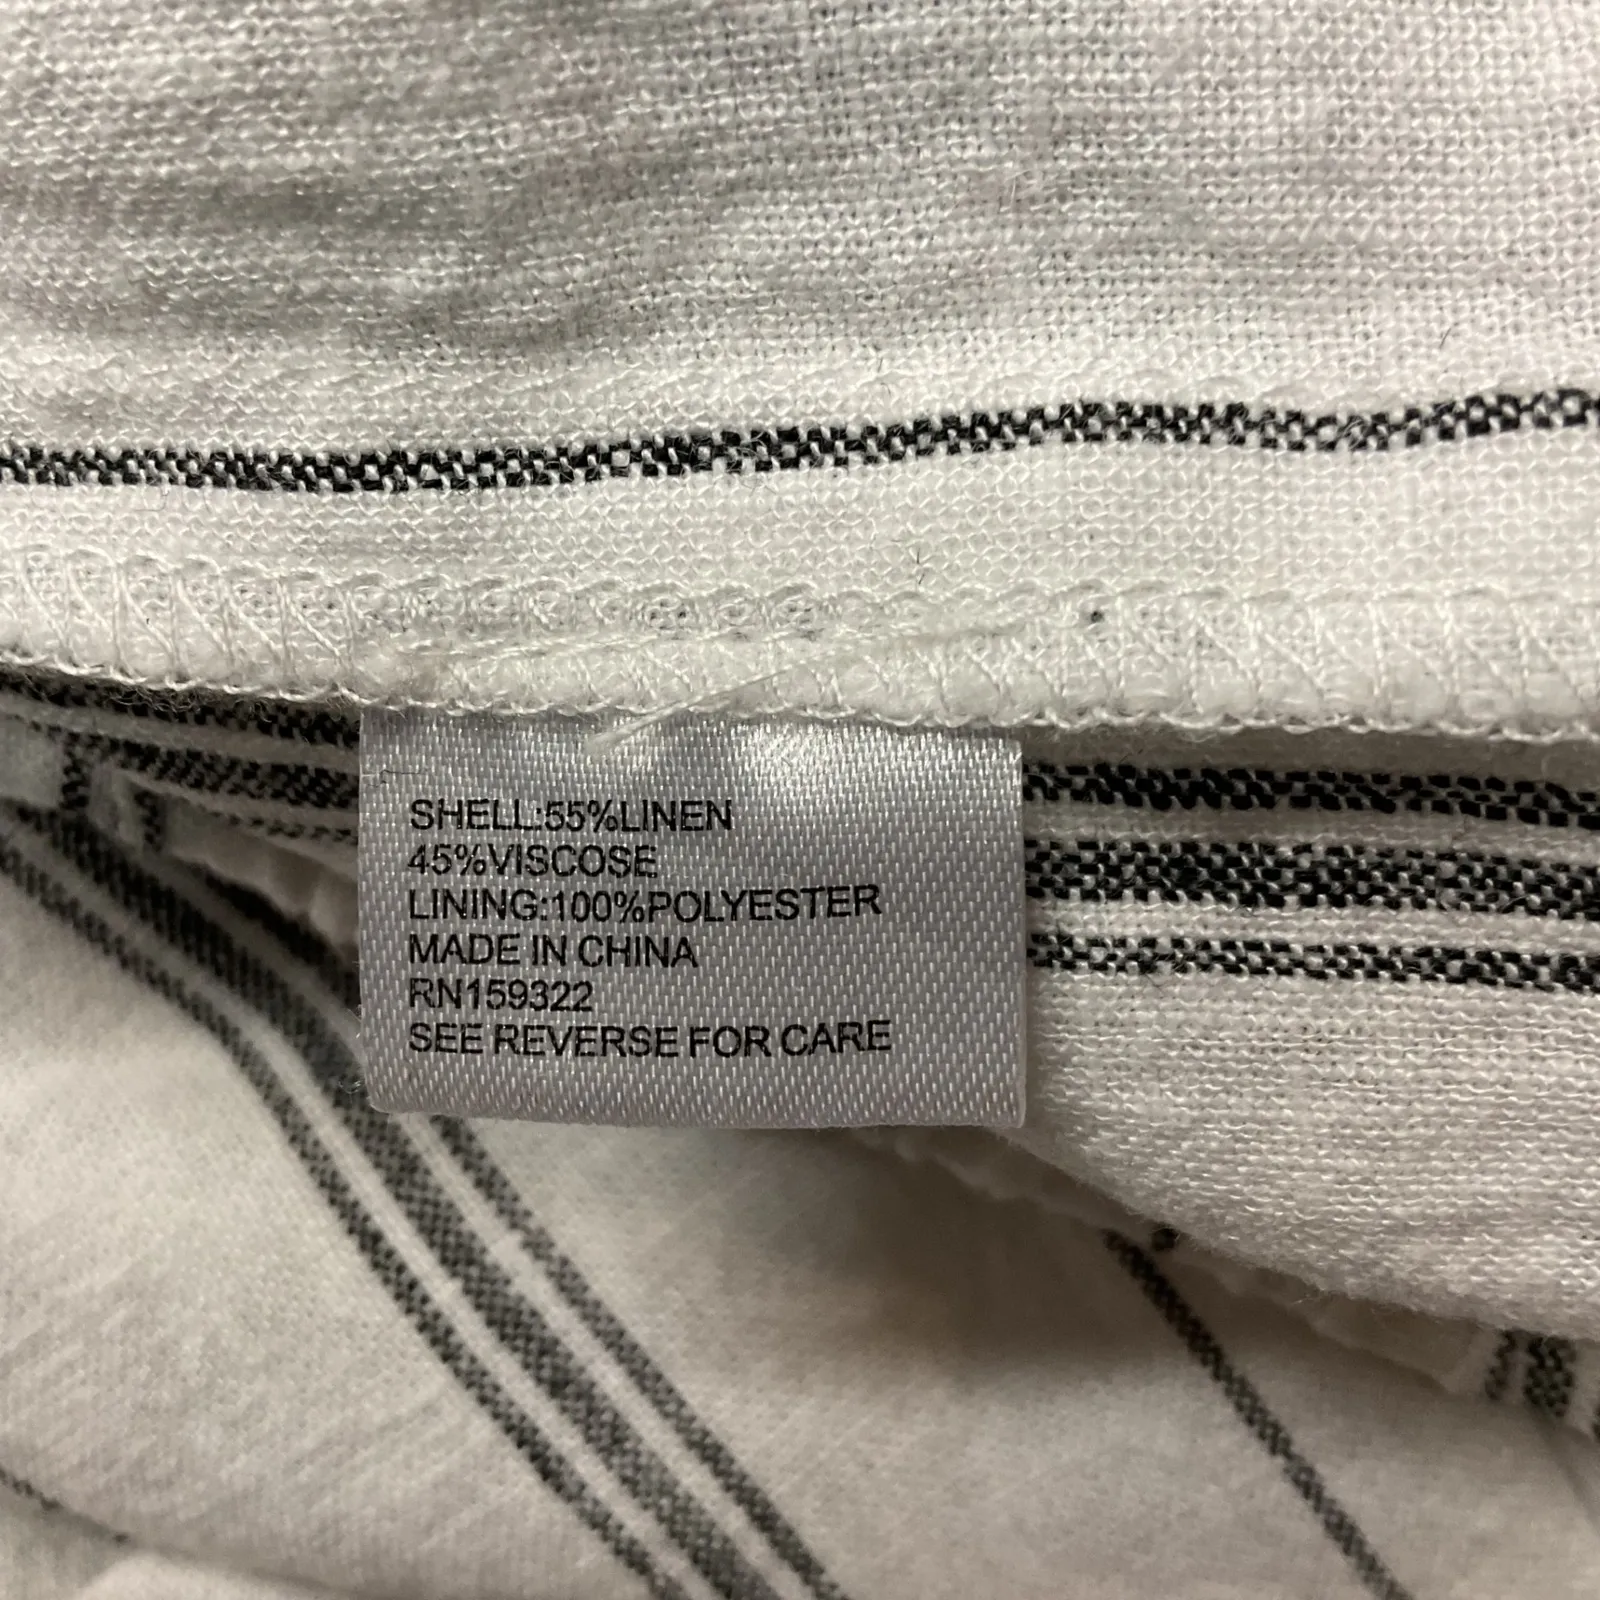 SHELL:55%LINEN
45%VISCOSE
LINING:100%POLYESTER
MADE IN CHINA
RN159322
SEE REVERSE FOR CARE